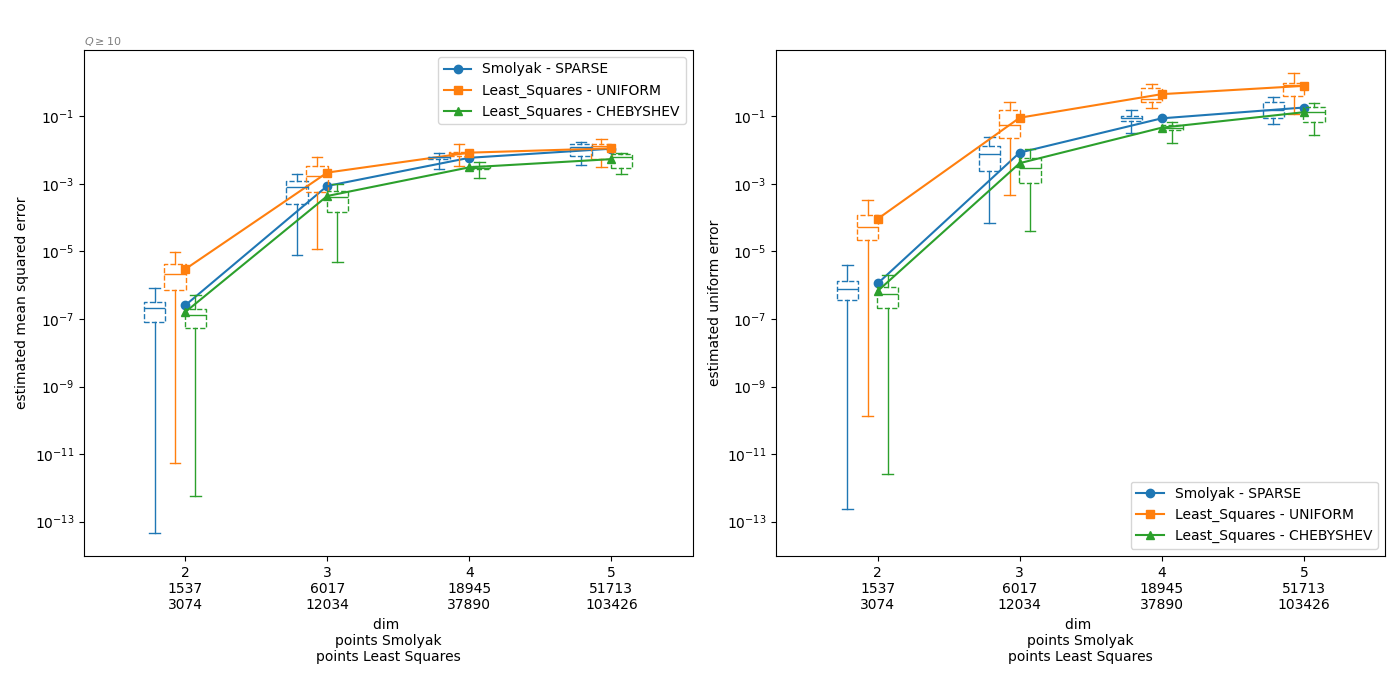 Q ≥ 10
Smolyak - SPARSE
Least_Squares - UNIFORM
Least_Squares - CHEBYSHEV
estimated mean squared error
10⁻¹
10⁻³
10⁻⁵
10⁻⁷
10⁻⁹
10⁻¹¹
10⁻¹³
2 3 4 5
1537 6017 18945 51713
3074 12034 37890 103426
dim
points Smolyak
points Least Squares
estimated uniform error
10⁻¹
10⁻³
10⁻⁵
10⁻⁷
10⁻⁹
10⁻¹¹
10⁻¹³
Smolyak - SPARSE
Least_Squares - UNIFORM
Least_Squares - CHEBYSHEV
2 3 4 5
1537 6017 18945 51713
3074 12034 37890 103426
dim
points Smolyak
points Least Squares